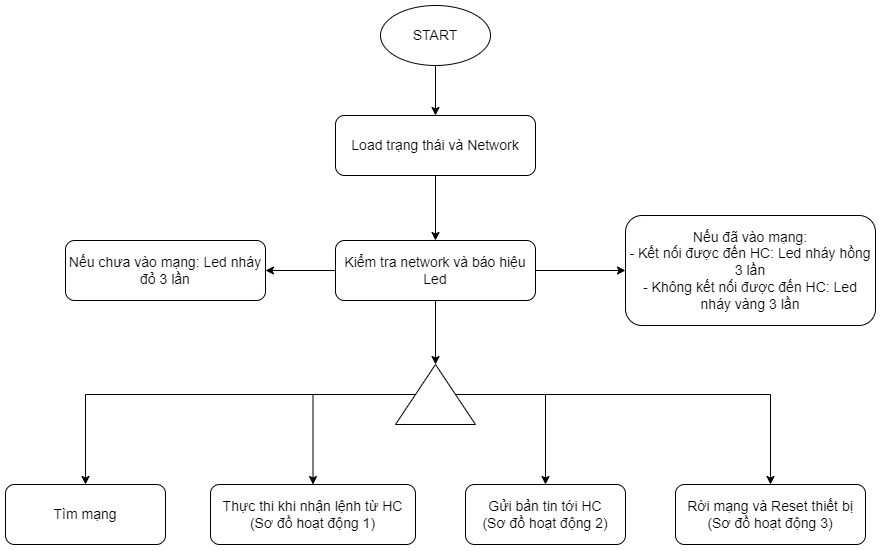 START
Load trạng thái và Network
Nếu chưa vào mạng: Led nháy
đỏ 3 lần
Kiểm tra network và báo hiệu
Led
Nếu đã vào mạng:
- Kết nối được đến HC: Led nháy hồng
3 lần
- Không kết nối được đến HC: Led
nháy vàng 3 lần
Tìm mạng
Thực thi khi nhận lệnh từ HC
(Sơ đồ hoạt động 1)
Gửi bản tin tới HC
(Sơ đồ hoạt động 2)
Rời mạng và Reset thiết bị
(Sơ đồ hoạt động 3)